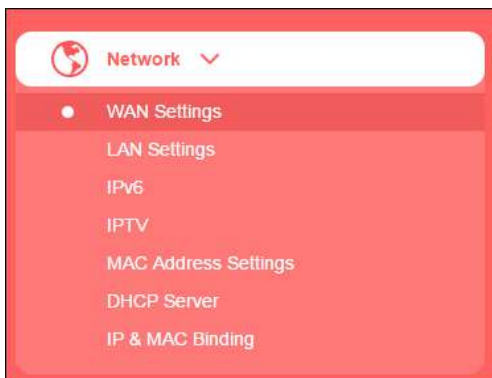 Network
WAN Settings
LAN Settings
IPv6
IPTV
MAC Address Settings
DHCP Server
IP & MAC Binding